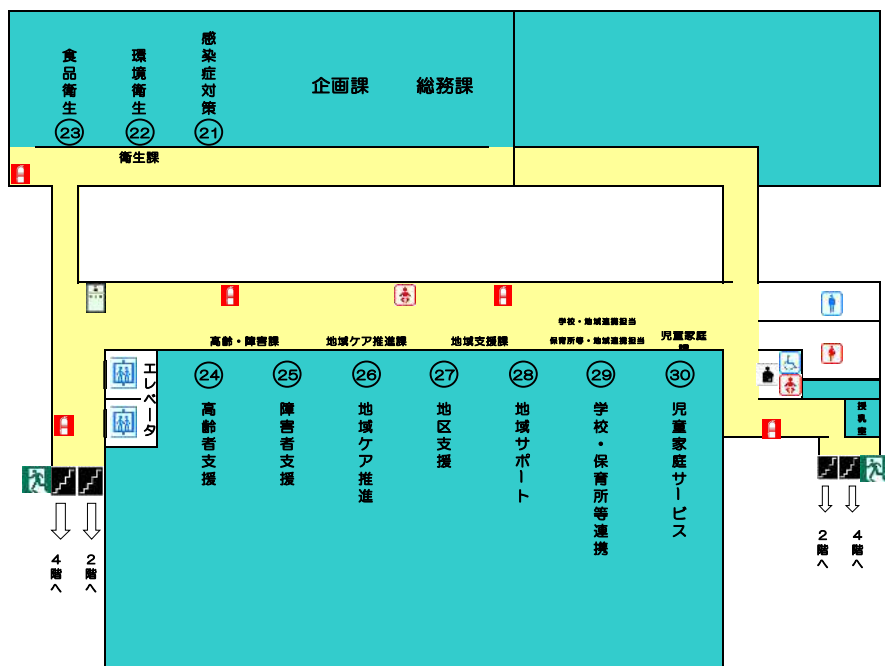 食品衛生
環境衛生
感染症対策
企画課
総務課
23
22
21
衛生課
学校・地域連携担当
高齢・障害課
地域ケア推進課
地域支援課
保育所等・地域連携担当
児童家庭課
エレベータ
24
25
26
27
28
29
30
高齢者支援
障害者支援
地域ケア推進
地区支援
地域サポート
学校・保育所等連携
児童家庭サービス
授乳室
4階へ
2階へ
2階へ
4階へ